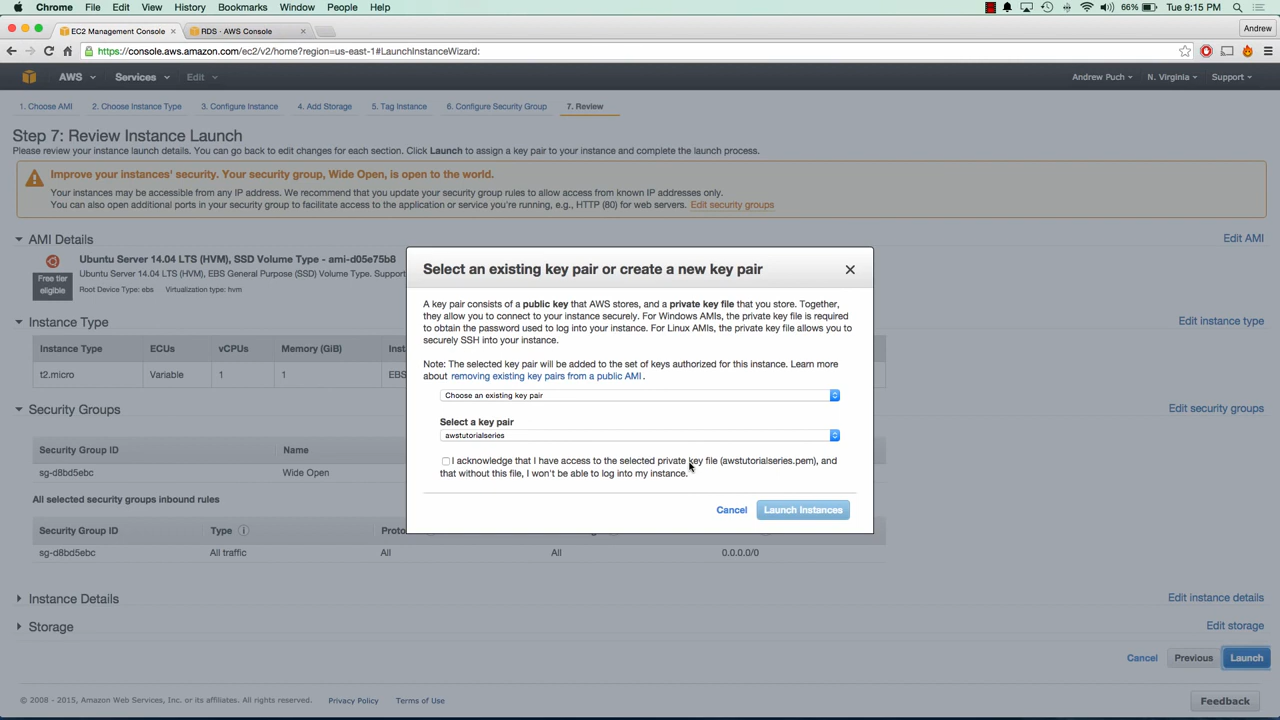 Chrome File Edit View History Bookmarks Window People Help 66% Tue 9:15 PM
EC2 Management Console RDS · AWS Console Andrew
https://console.aws.amazon.com/ec2/v2/home?region=us-east-1#LaunchInstanceWizard:
AWS Services Edit Andrew Puch N. Virginia Support
1. Choose AMI 2. Choose Instance Type 3. Configure Instance 4. Add Storage 5. Tag Instance 6. Configure Security Group 7. Review
Step 7: Review Instance Launch
Please review your instance launch details. You can go back to edit changes for each section. Click Launch to assign a key pair to your instance and complete the launch process.
Improve your instances' security. Your security group, Wide Open, is open to the world.
Your instances may be accessible from any IP address. We recommend that you update your security group rules to allow access from known IP addresses only.
You can also open additional ports in your security group to facilitate access to the application or service you're running, e.g., HTTP (80) for web servers. Edit security groups
AMI Details Edit AMI
Ubuntu Server 14.04 LTS (HVM), SSD Volume Type - ami-d05e75b8
Free tier eligible
Ubuntu Server 14.04 LTS (HVM), EBS General Purpose (SSD) Volume Type. Support
Root Device Type: ebs Virtualization type: hvm
Select an existing key pair or create a new key pair
A key pair consists of a public key that AWS stores, and a private key file that you store. Together,
they allow you to connect to your instance securely. For Windows AMIs, the private key file is required
to obtain the password used to log into your instance. For Linux AMIs, the private key file allows you to
securely SSH into your instance.
Note: The selected key pair will be added to the set of keys authorized for this instance. Learn more
about removing existing key pairs from a public AMI.
Choose an existing key pair
Select a key pair
awstutorialseries
I acknowledge that I have access to the selected private key file (awstutorialseries.pem), and
that without this file, I won't be able to log into my instance.
Cancel Launch Instances
Instance Type Edit instance type
Instance Type ECUs vCPUs Memory (GiB) Inst
t2.micro Variable 1 1 EBS
Security Groups Edit security groups
Security Group ID Name
sg-d8bd5ebc Wide Open
All selected security groups inbound rules
Security Group ID Type Proto
sg-d8bd5ebc All traffic All All 0.0.0.0/0
Instance Details Edit instance details
Storage Edit storage
Cancel Previous Launch
© 2008 - 2015, Amazon Web Services, Inc. or its affiliates. All rights reserved. Privacy Policy Terms of Use Feedback